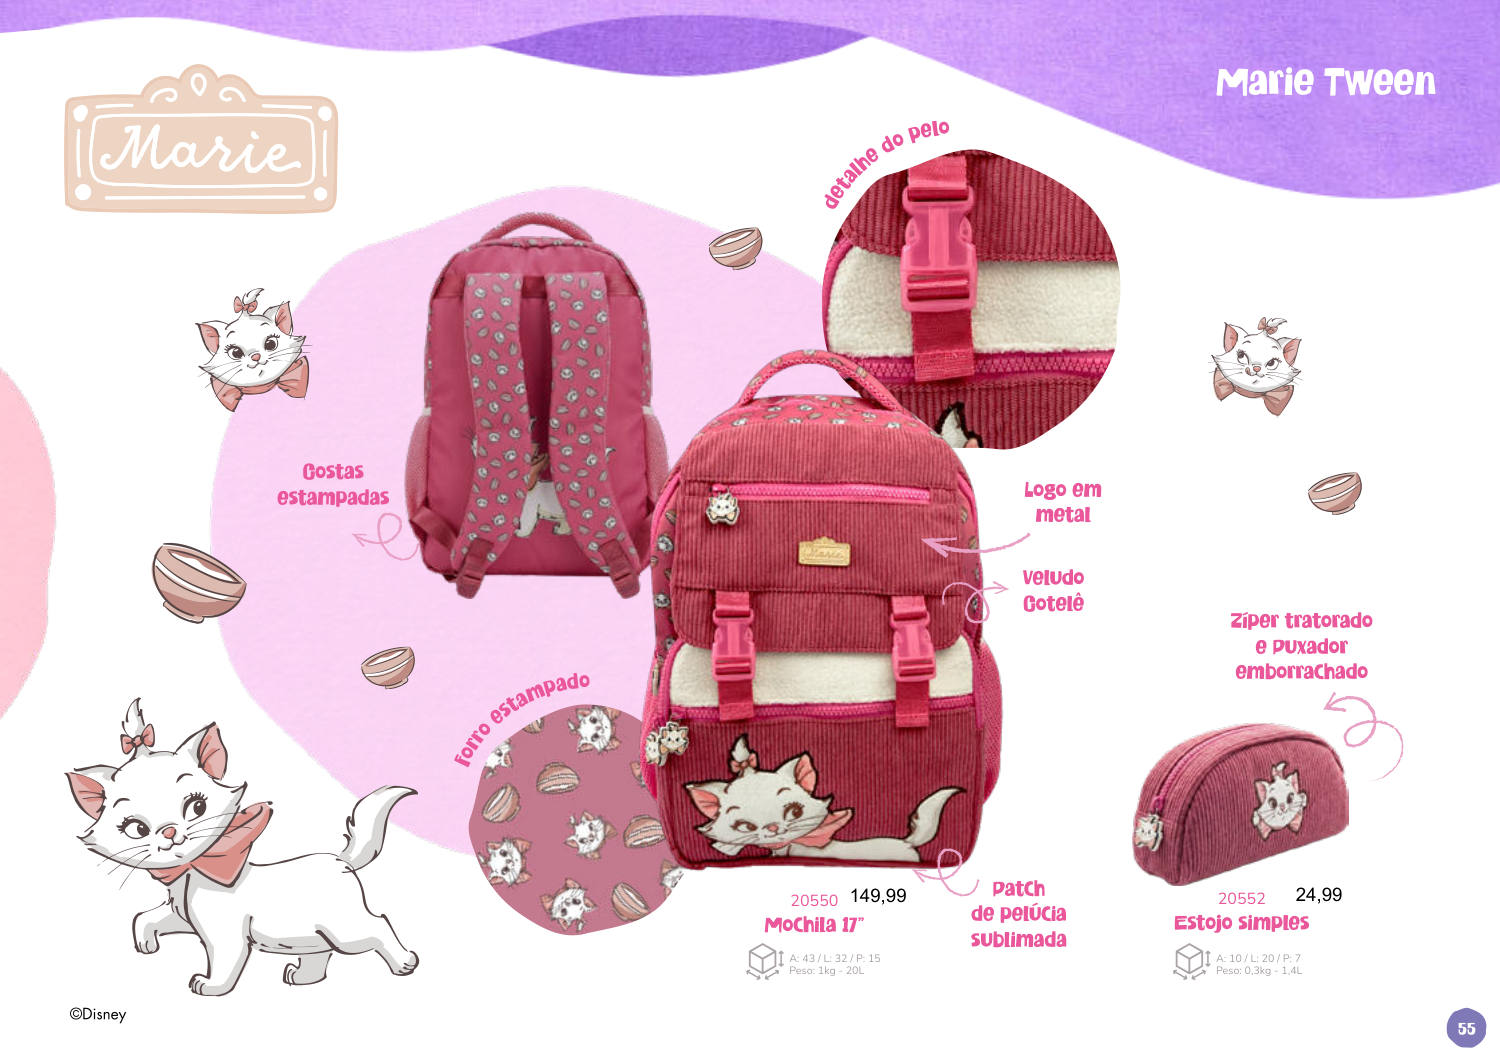 Marie Tween
Marie
detalhe do pelo
Costas
estampadas
Logo em
metal
Marie
Veludo
Cotelê
Zíper tratorado
e puxador
emborrachado
Forro estampado
20550 149,99
Mochila 17"
A: 43 / L: 32 / P: 15
Peso: 1kg - 20L
Patch
de pelúcia
sublimada
20552 24,99
Estojo simples
A: 10 / L: 20 / P: 7
Peso: 0,3kg - 1,4L
©Disney
55